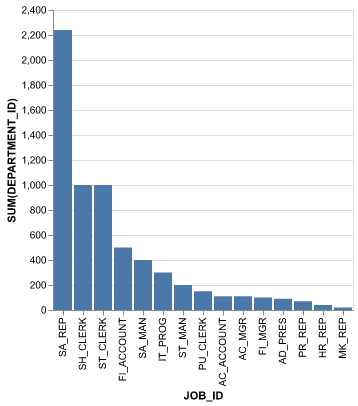 2,400
2,200
2,000
1,800
1,600
1,400
1,200
1,000
800
600
400
200
0
SUM(DEPARTMENT_ID)
SA_REP
SH_CLERK
ST_CLERK
FI_ACCOUNT
SA_MAN
IT_PROG
ST_MAN
PU_CLERK
AC_ACCOUNT
AC_MGR
FI_MGR
AD_PRES
PR_REP
HR_REP
MK_REP
JOB_ID